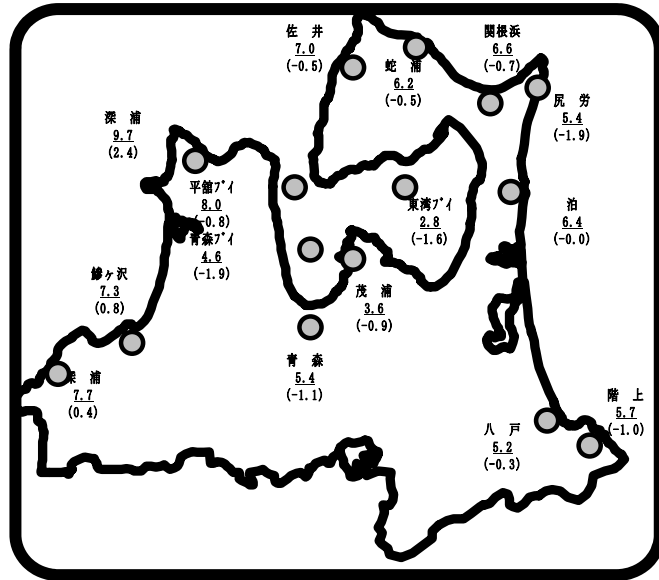 佐 井
7.0
(-0.5)
関根浜
6.6
(-0.7)
蛇 浦
6.2
(-0.5)
尻 労
5.4
(-1.9)
深 浦
9.7
(2.4)
平舘ﾌﾞｲ
8.0
(-0.8)
東湾ﾌﾞｲ
2.8
(-1.6)
泊
6.4
(-0.0)
青森ﾌﾞｲ
4.6
(-1.9)
鰺ヶ沢
7.3
(0.8)
茂 浦
3.6
(-0.9)
青 森
5.4
(-1.1)
深 浦
7.7
(0.4)
階 上
5.7
(-1.0)
八 戸
5.2
(-0.3)